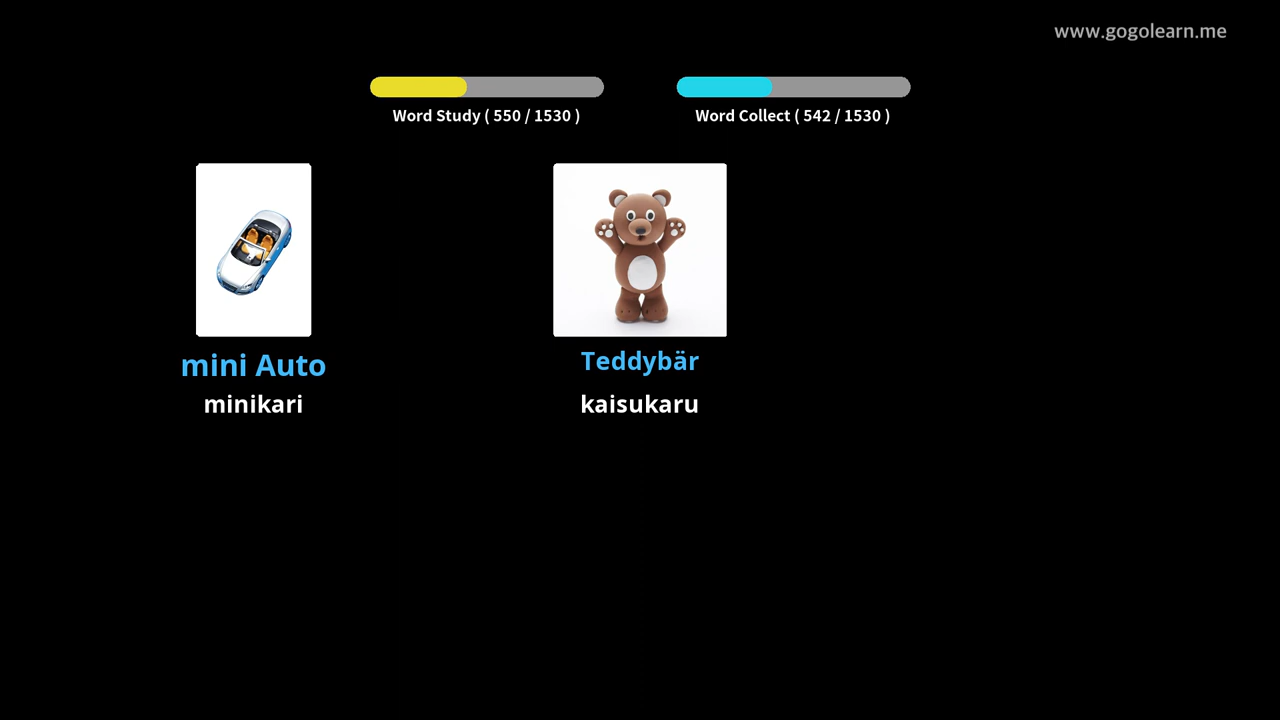 www.gogolearn.me
Word Study ( 550 / 1530 )
Word Collect ( 542 / 1530 )
mini Auto
minikari
Teddybär
kaisukaru